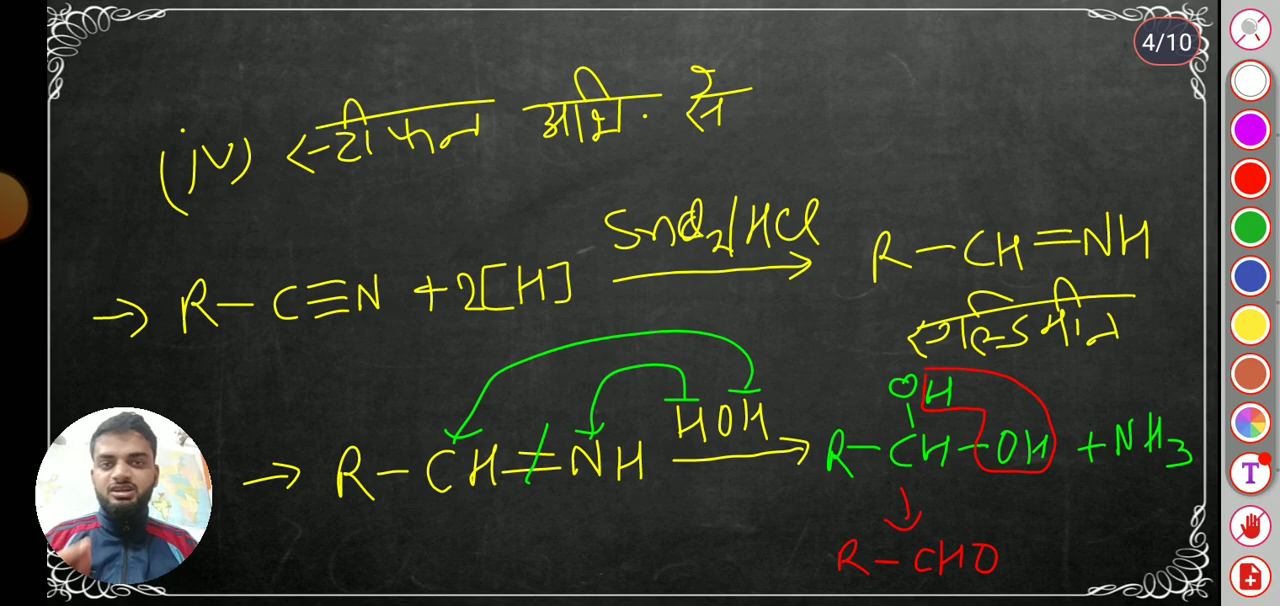 4/10
(iv) स्टीफन अभि. से
→ R-C≡N + 2[H] SnCl2/HCl → R-CH=NH
एल्डिमीन
→ R-CH=NH HOH → R-CH-OH + NH3
OH
R-CHO
T